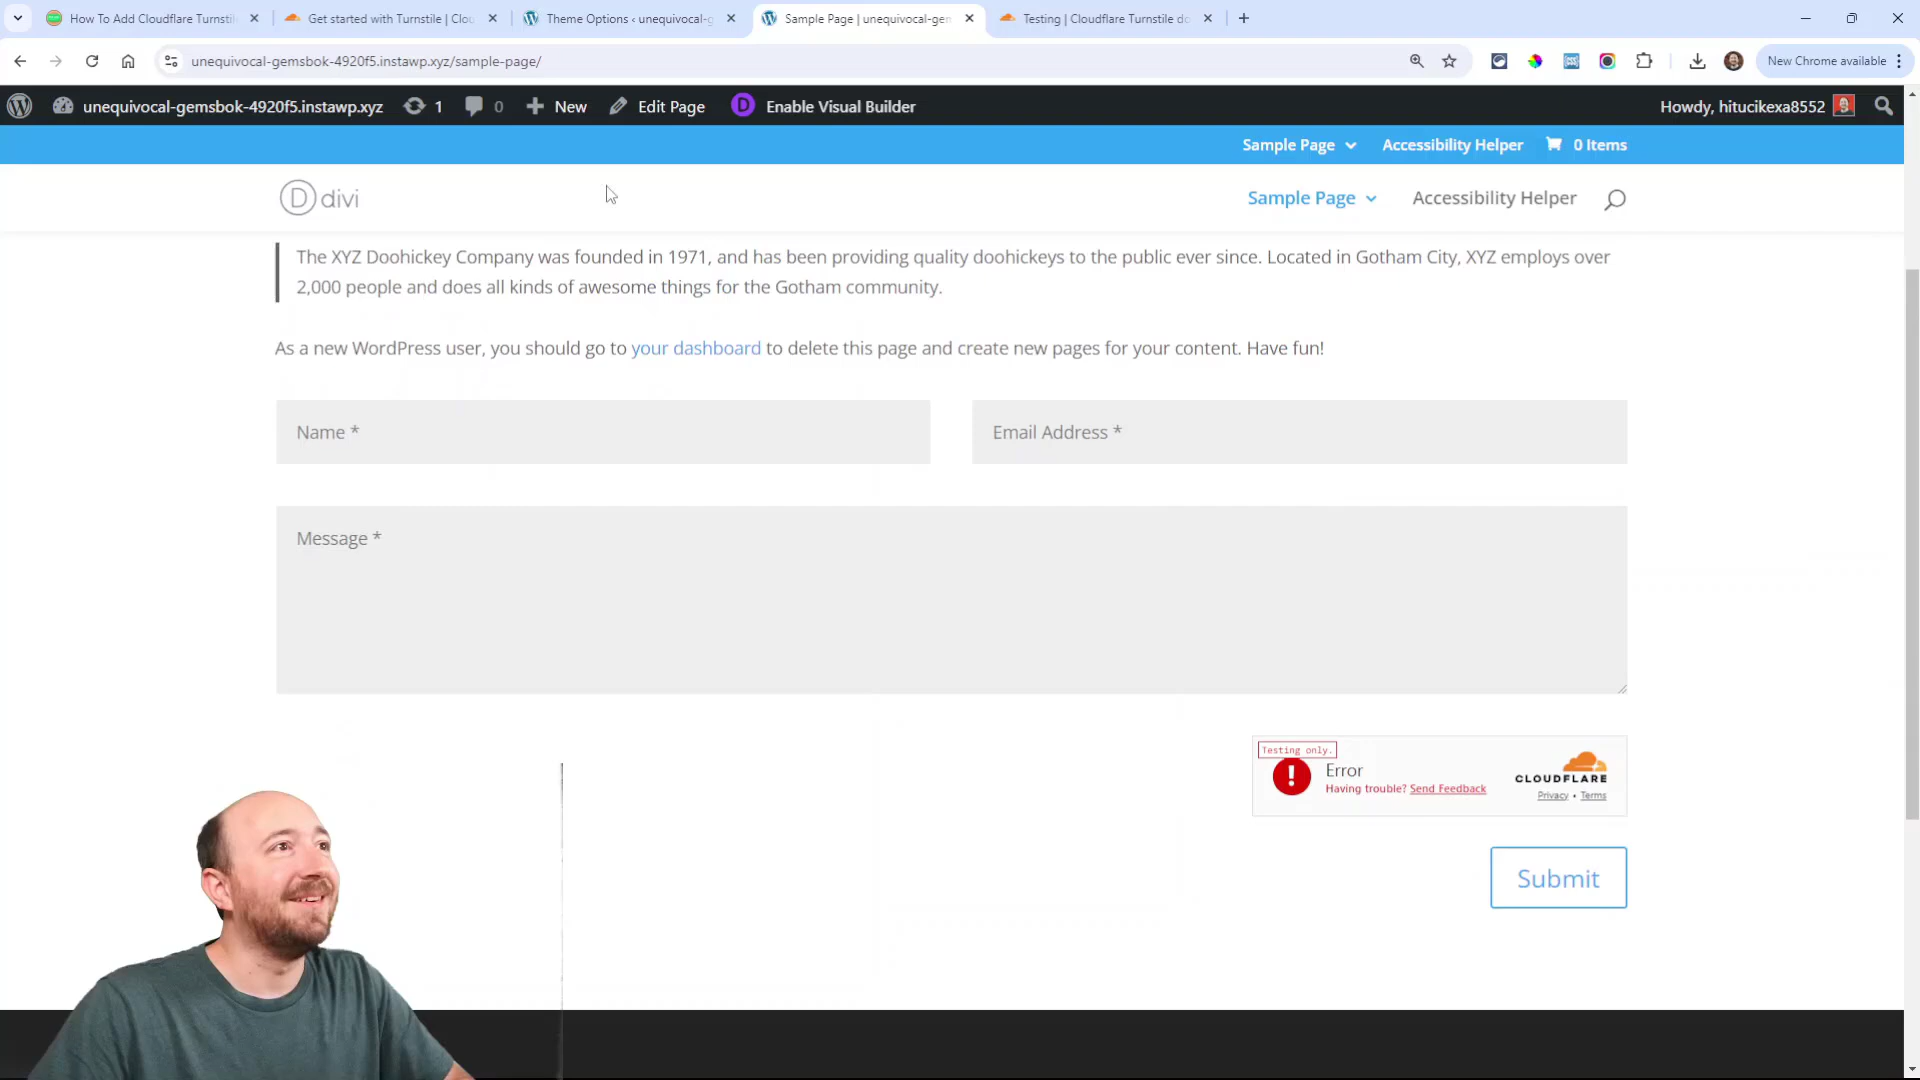 How To Add Cloudflare Turnstil
Get started with Turnstile | Clou
Theme Options ‹ unequivocal-g
Sample Page | unequivocal-gem
Testing | Cloudflare Turnstile do
unequivocal-gemsbok-4920f5.instawp.xyz/sample-page/
New Chrome available
unequivocal-gemsbok-4920f5.instawp.xyz
1
0
New
Edit Page
D
Enable Visual Builder
Howdy, hitucikexa8552
Sample Page
Accessibility Helper
0 Items
D divi
Sample Page
Accessibility Helper
The XYZ Doohickey Company was founded in 1971, and has been providing quality doohickeys to the public ever since. Located in Gotham City, XYZ employs over
2,000 people and does all kinds of awesome things for the Gotham community.
As a new WordPress user, you should go to your dashboard to delete this page and create new pages for your content. Have fun!
Name *
Email Address *
Message *
Testing only.
Error
Having trouble? Send Feedback
CLOUDFLARE
Privacy • Terms
Submit